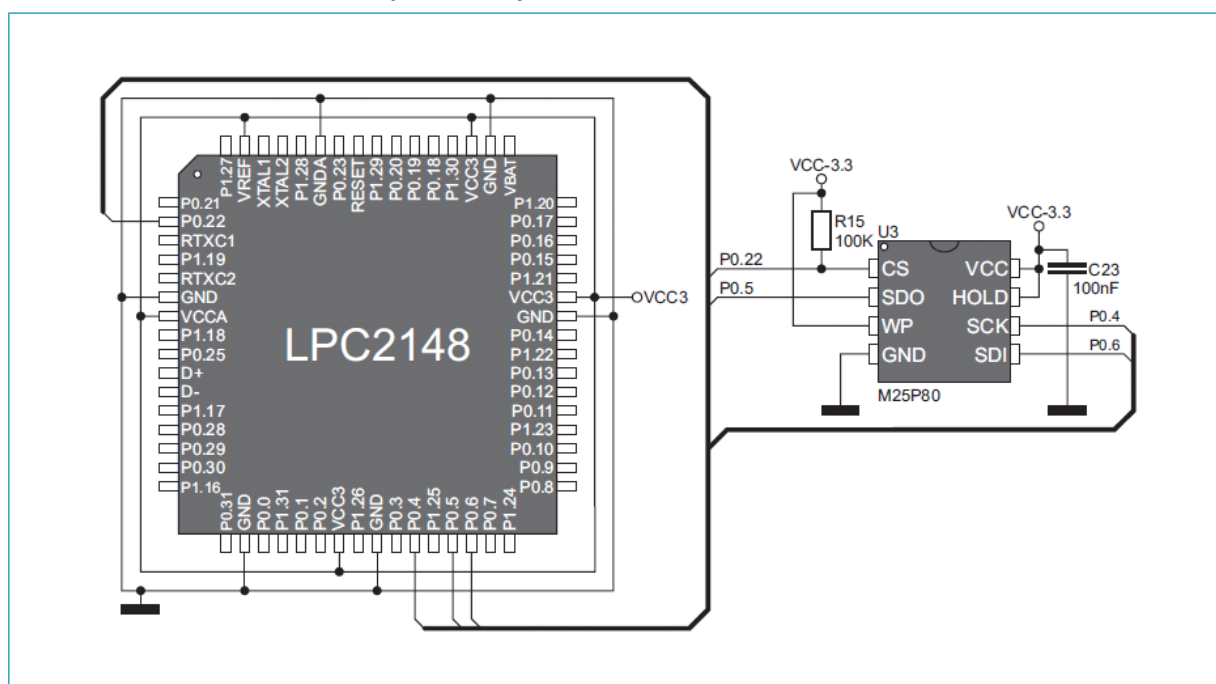 P1.27
VREF
XTAL1
XTAL2
P1.28
GNDA
P0.23
RESET
P1.29
P0.20
P0.19
P0.18
P1.30
VCC3
GND
VBAT
P0.21
P0.22
RTXC1
P1.19
RTXC2
GND
VCCA
P1.18
P0.25
D+
D-
P1.17
P0.28
P0.29
P0.30
P1.16
LPC2148
P1.20
P0.17
P0.16
P0.15
P1.21
VCC3
GND
P0.14
P1.22
P0.13
P0.12
P0.11
P1.23
P0.10
P0.9
P0.8
P0.31
GND
P0.0
P1.31
P0.1
P0.2
VCC3
P1.26
GND
P0.3
P0.4
P1.25
P0.5
P0.6
P0.7
P1.24
VCC3
VCC-3.3
R15
100K
P0.22
P0.5
U3
CS
SDO
WP
GND
VCC
HOLD
SCK
SDI
M25P80
VCC-3.3
C23
100nF
P0.4
P0.6